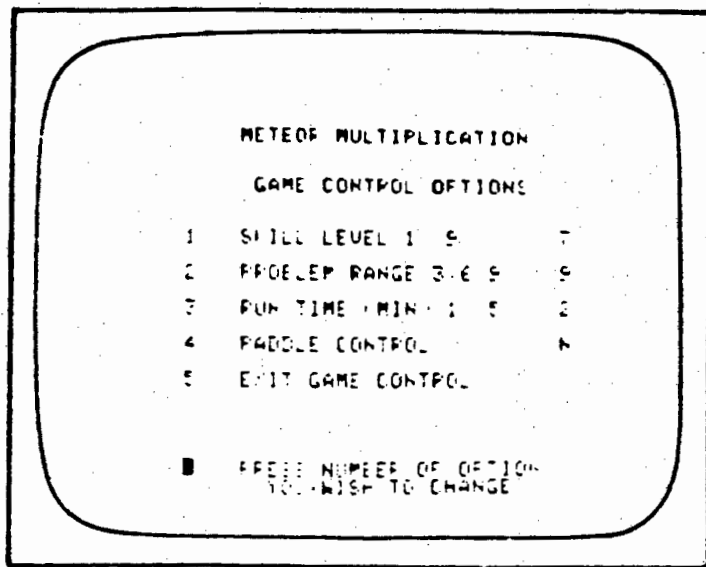 METEOR MULTIPLICATION
GAME CONTROL OPTIONS
1 SKILL LEVEL 1 9
2 PROBLEM RANGE 3 6 9 9
3 RUN TIME (MIN) 1 5 2
4 PADDLE CONTROL N
5 EXIT GAME CONTROL
PRESS NUMBER OF OPTION
YOU WISH TO CHANGE